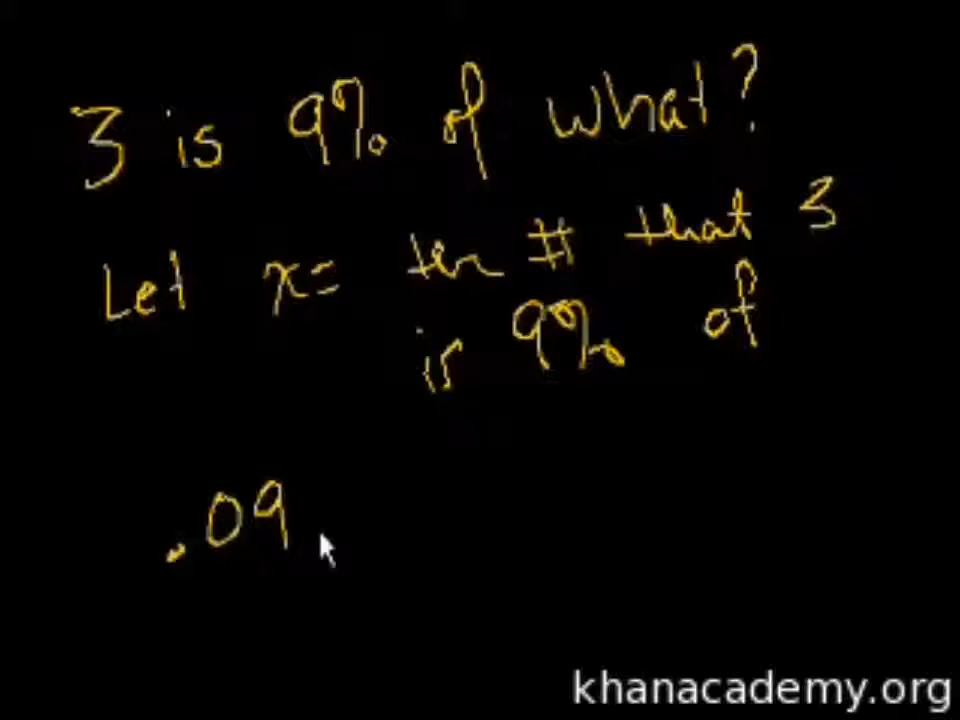 3 is 9% of what?
Let x = the # that 3
is 9% of
.09
khanacademy.org